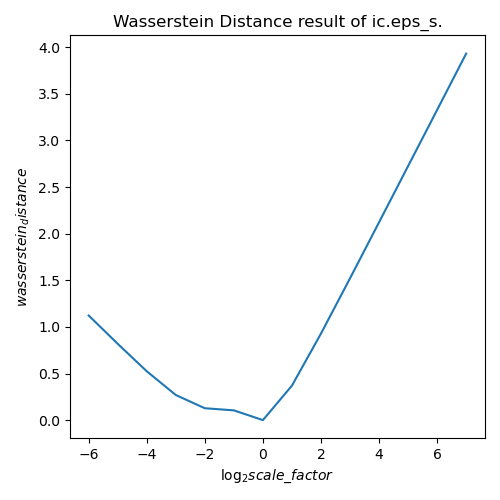 Wasserstein Distance result of ic.eps_s.
4.0
3.5
3.0
2.5
2.0
1.5
1.0
0.5
0.0
wasserstein_distance
−6 −4 −2 0 2 4 6
log₂scale_factor